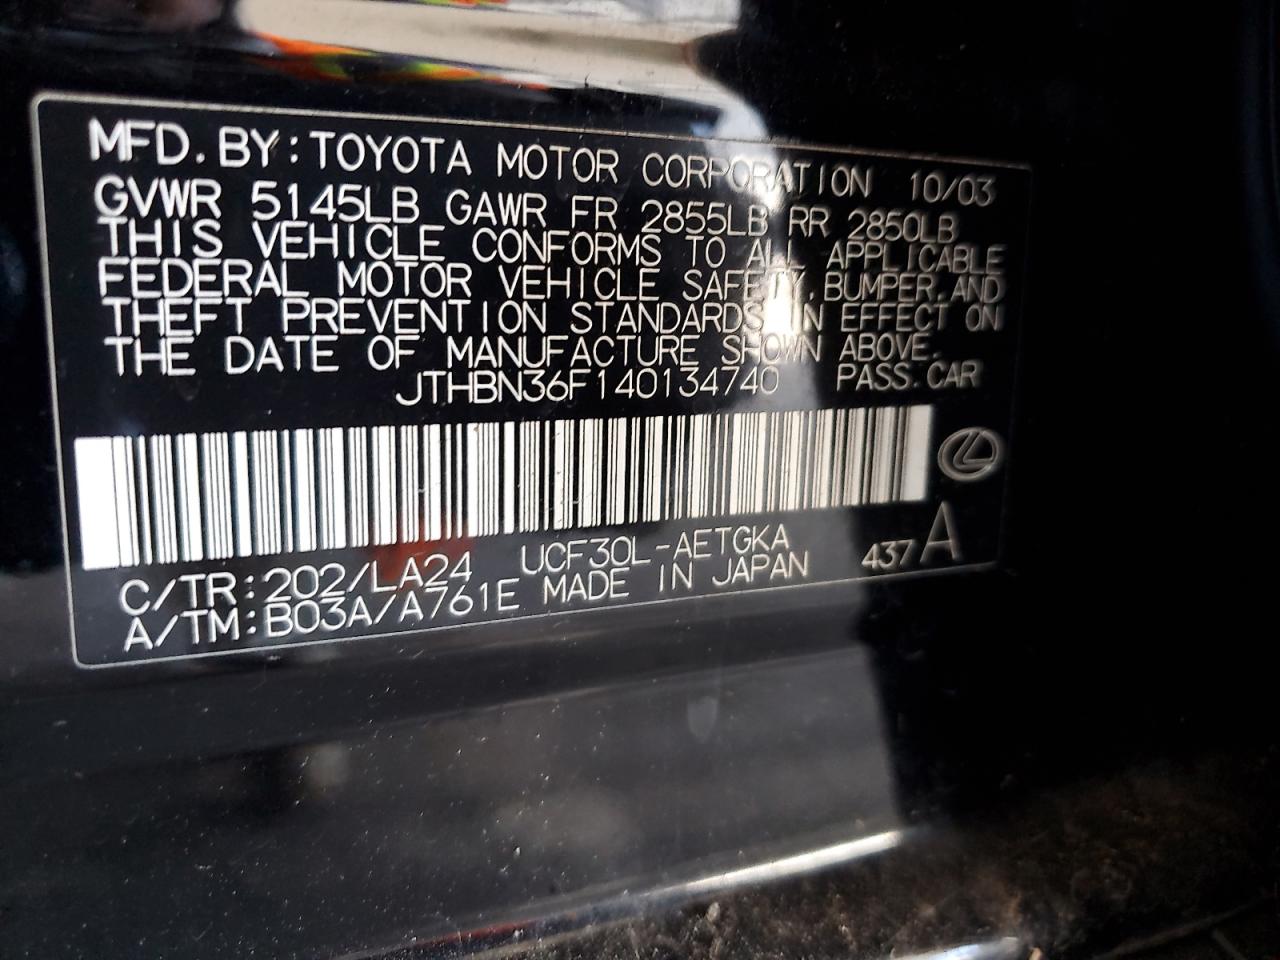 MFD. BY: TOYOTA MOTOR CORPORATION 10/03
GVWR 5145LB GAWR FR 2855LB RR 2850LB
THIS VEHICLE CONFORMS TO ALL APPLICABLE
FEDERAL MOTOR VEHICLE SAFETY, BUMPER, AND
THEFT PREVENTION STANDARDS IN EFFECT ON
THE DATE OF MANUFACTURE SHOWN ABOVE.
JTHBN36F140134740 PASS. CAR
C/TR: 202/LA24 UCF30L-AETGKA 437 A
A/TM: B03A/A761E MADE IN JAPAN